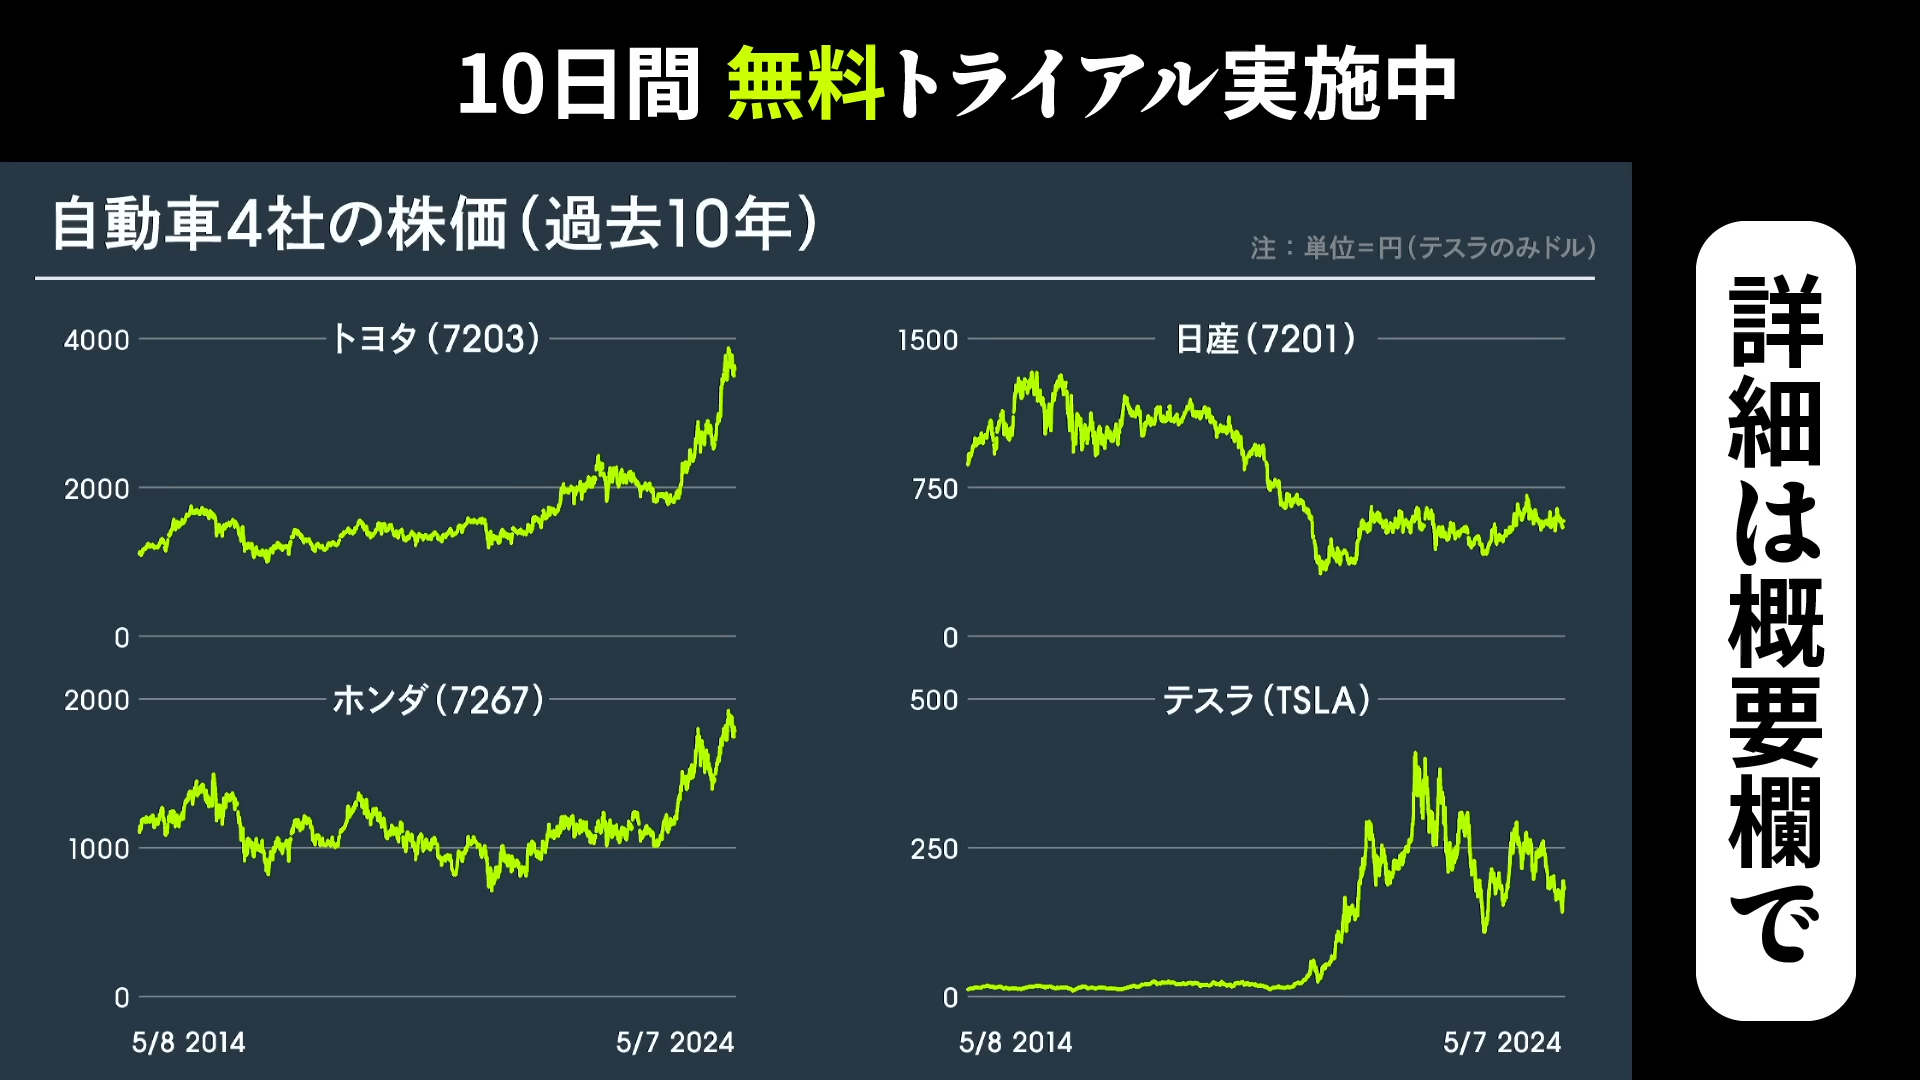 10日間 無料トライアル実施中
自動車4社の株価（過去10年）
注：単位＝円（テスラのみドル）
トヨタ（7203）
4000
2000
0
日産（7201）
1500
750
0
ホンダ（7267）
2000
1000
0
5/8 2014
5/7 2024
テスラ（TSLA）
500
250
0
5/8 2014
5/7 2024
詳細は概要欄で